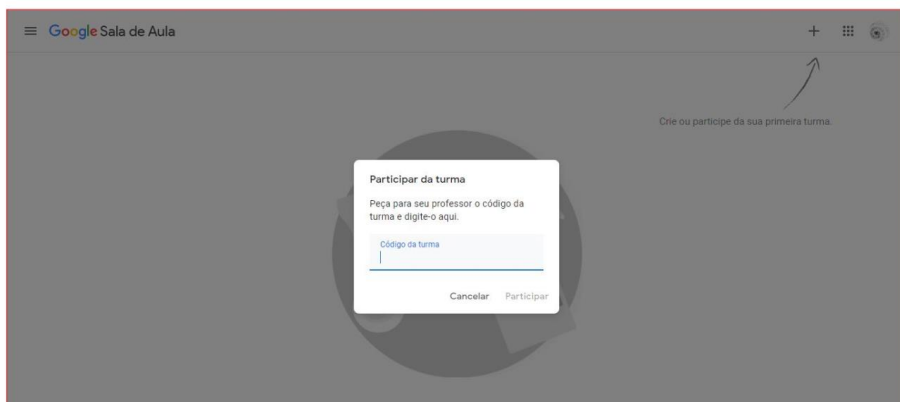 Google Sala de Aula
Crie ou participe da sua primeira turma.
Participar da turma
Peça para seu professor o código da
turma e digite-o aqui.
Código da turma
Cancelar Participar